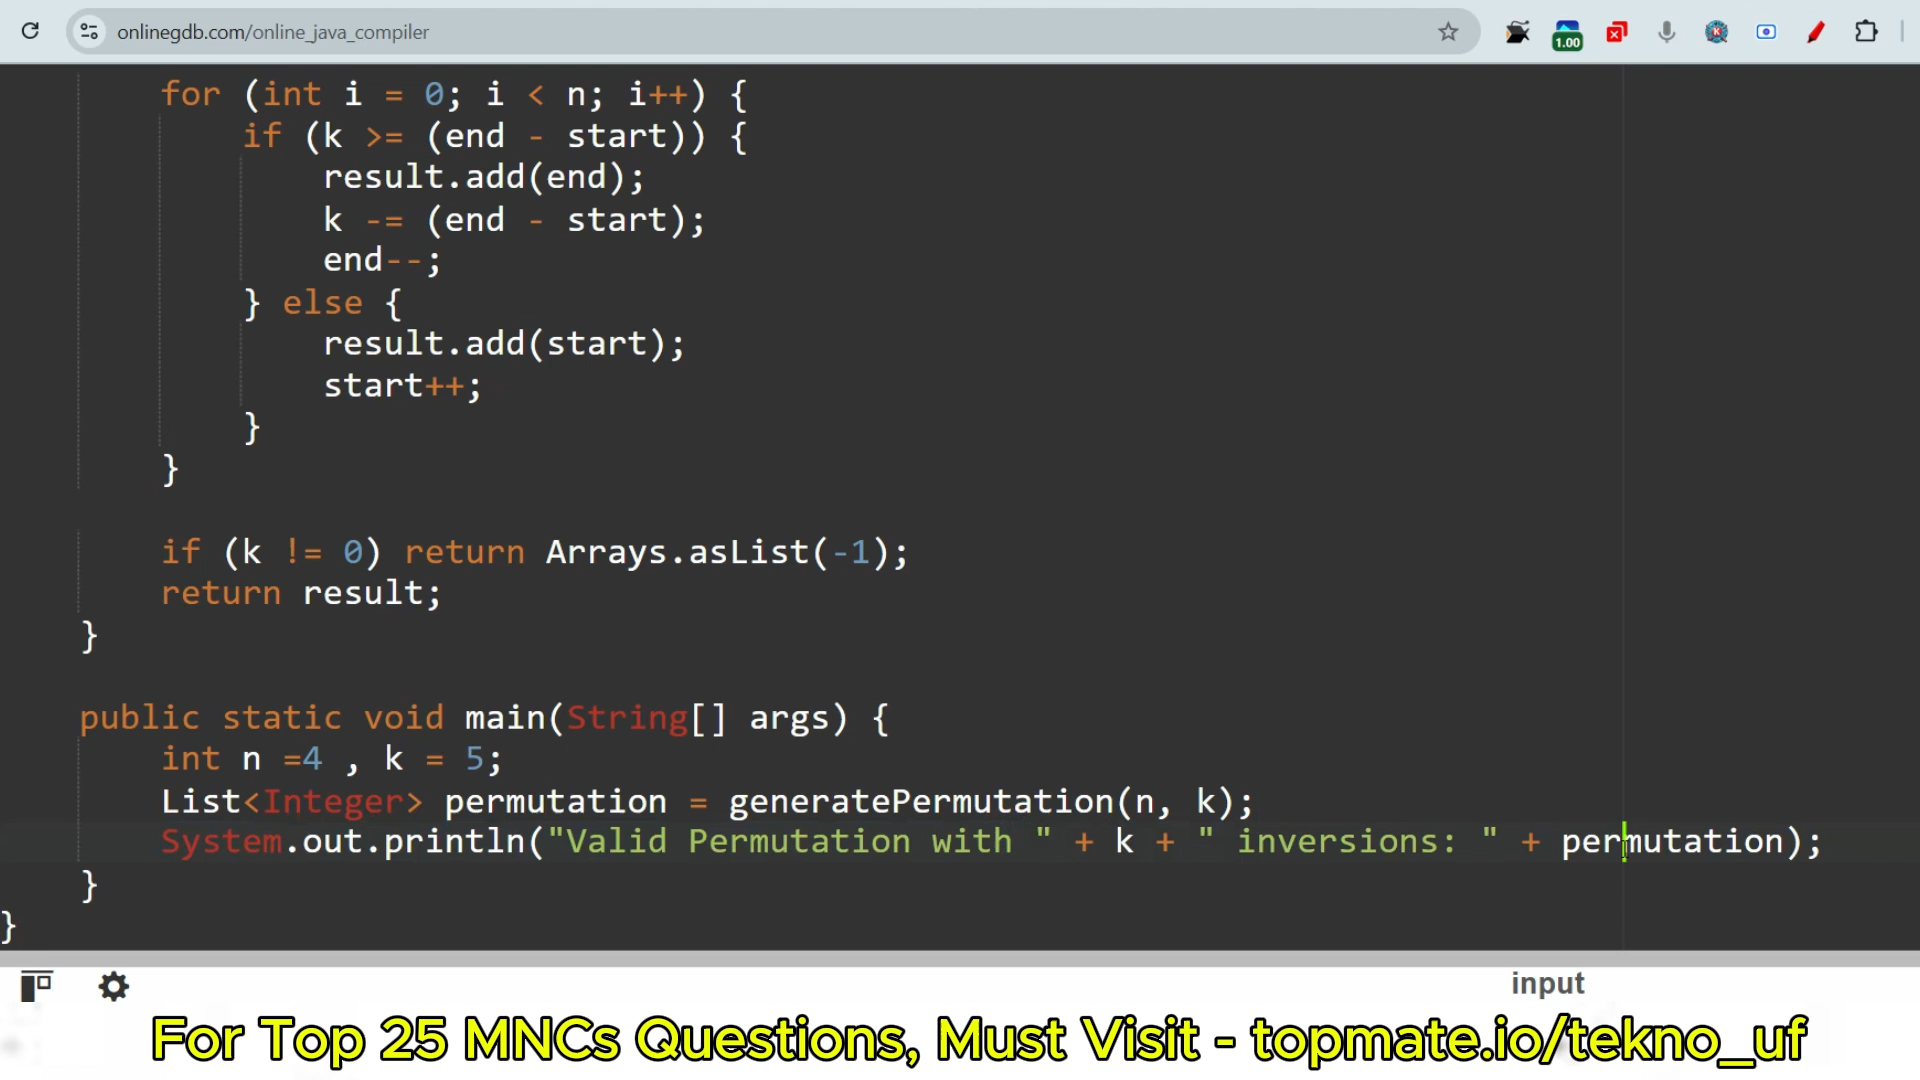 onlinegdb.com/online_java_compiler
1.00
for (int i = 0; i < n; i++) {
if (k >= (end - start)) {
result.add(end);
k -= (end - start);
end--;
} else {
result.add(start);
start++;
}
}
if (k != 0) return Arrays.asList(-1);
return result;
}
public static void main(String[] args) {
int n =4 , k = 5;
List<Integer> permutation = generatePermutation(n, k);
System.out.println("Valid Permutation with " + k + " inversions: " + permutation);
}
}
input
For Top 25 MNCs Questions, Must Visit - topmate.io/tekno_uf